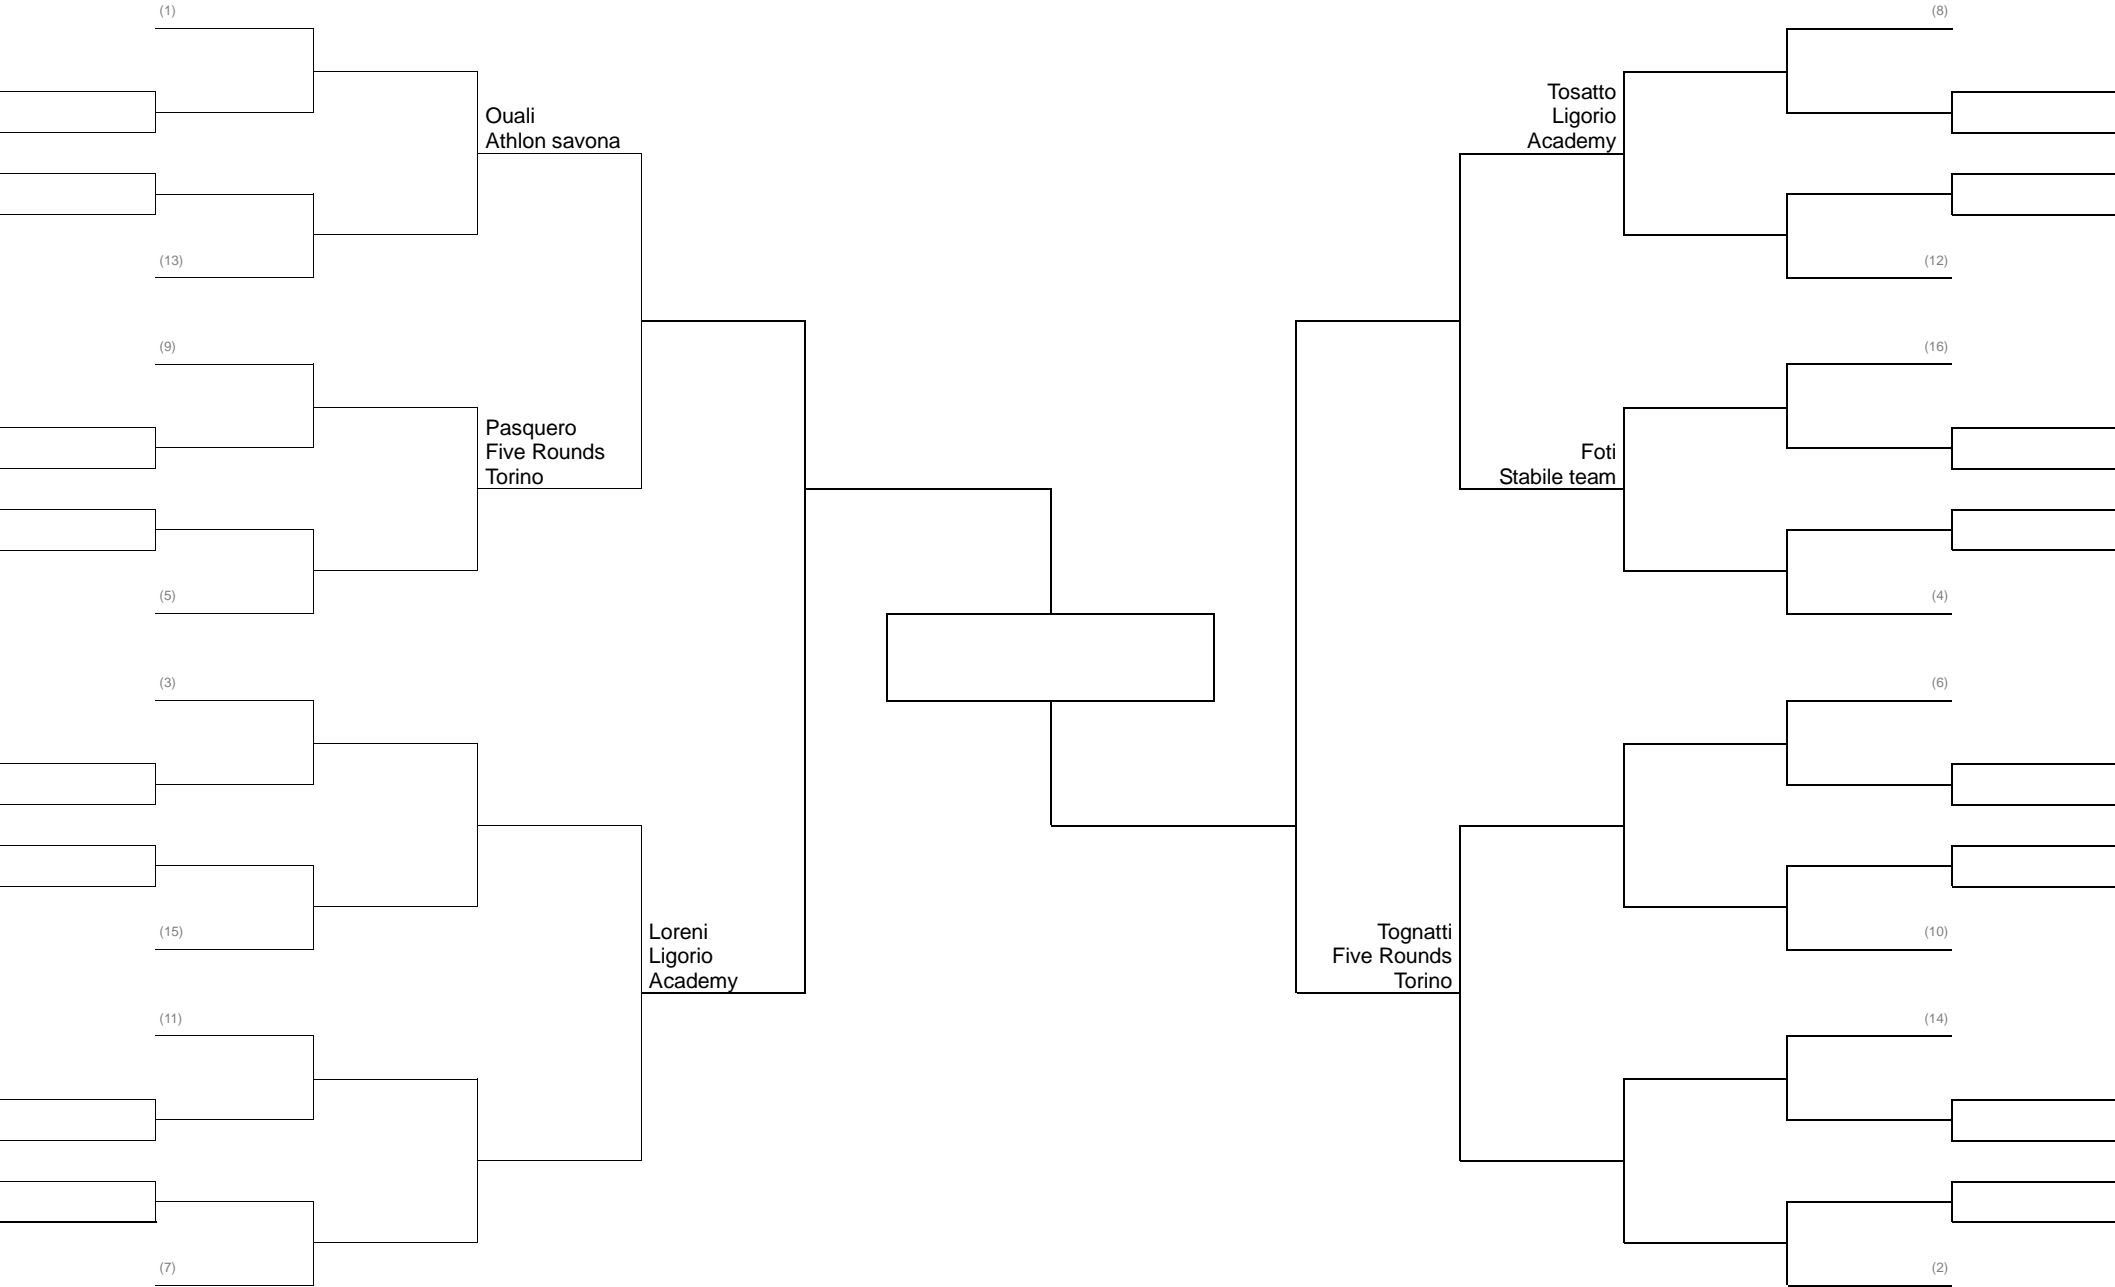 (1)
(8)
Ouali
Athlon savona
Tosatto
Ligorio
Academy
(13)
(12)
(9)
(16)
Pasquero
Five Rounds
Torino
Foti
Stabile team
(5)
(4)
(3)
(6)
(15)
(10)
Loreni
Ligorio
Academy
Tognatti
Five Rounds
Torino
(11)
(14)
(7)
(2)